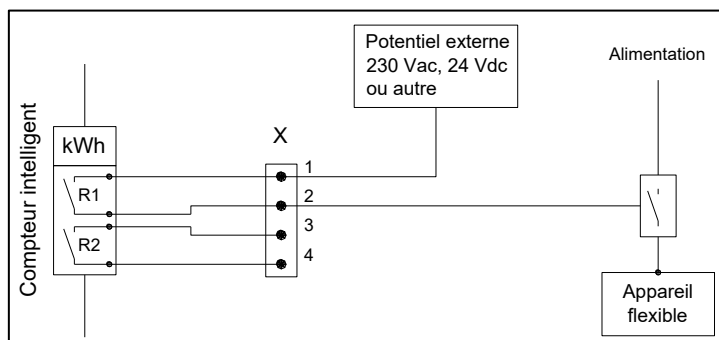 Potentiel externe
230 Vac, 24 Vdc
ou autre
Alimentation
Compteur intelligent
kWh
X
1
R1
2
3
R2
4
Appareil
flexible